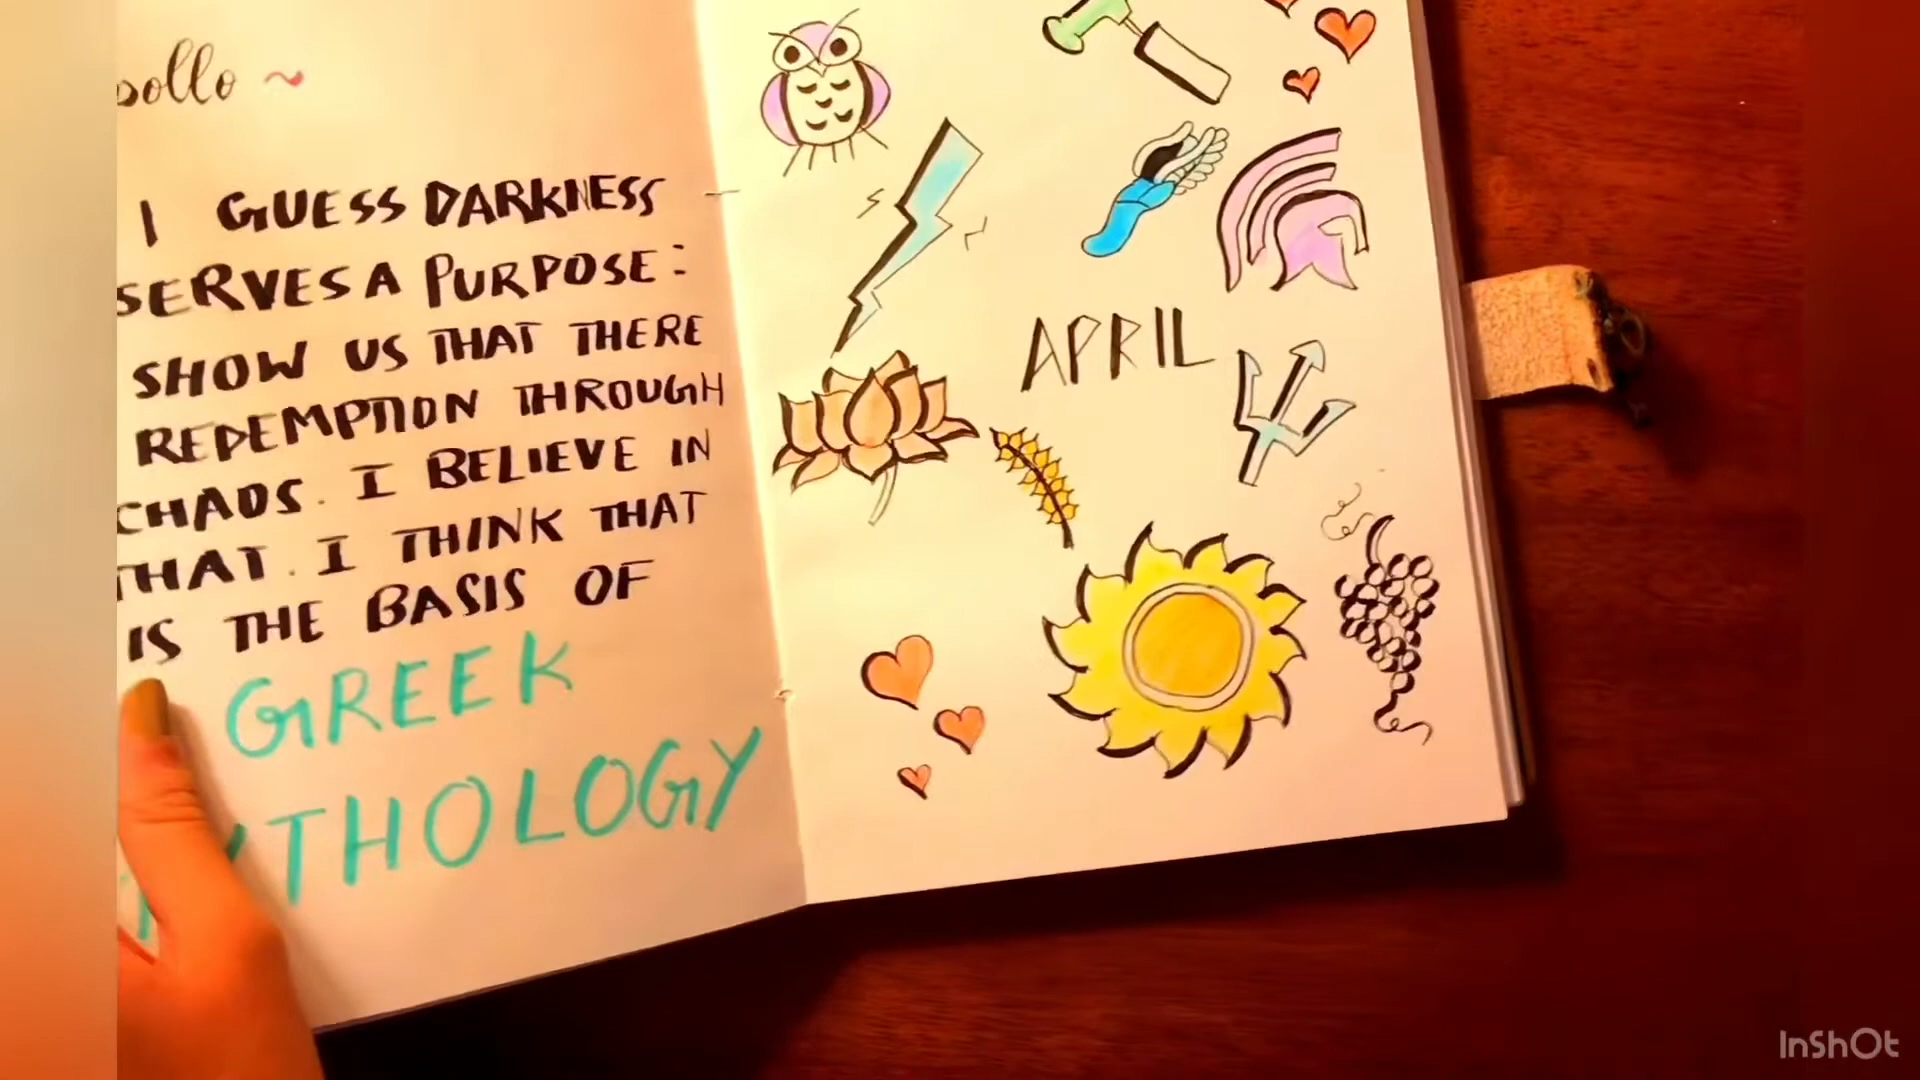 ollo ~
I GUESS DARKNESS
SERVES A PURPOSE:
SHOW US THAT THERE
REDEMPTION THROUGH
CHAOS. I BELIEVE IN
THAT. I THINK THAT
IS THE BASIS OF
GREEK
MYTHOLOGY
APRIL
InShOt